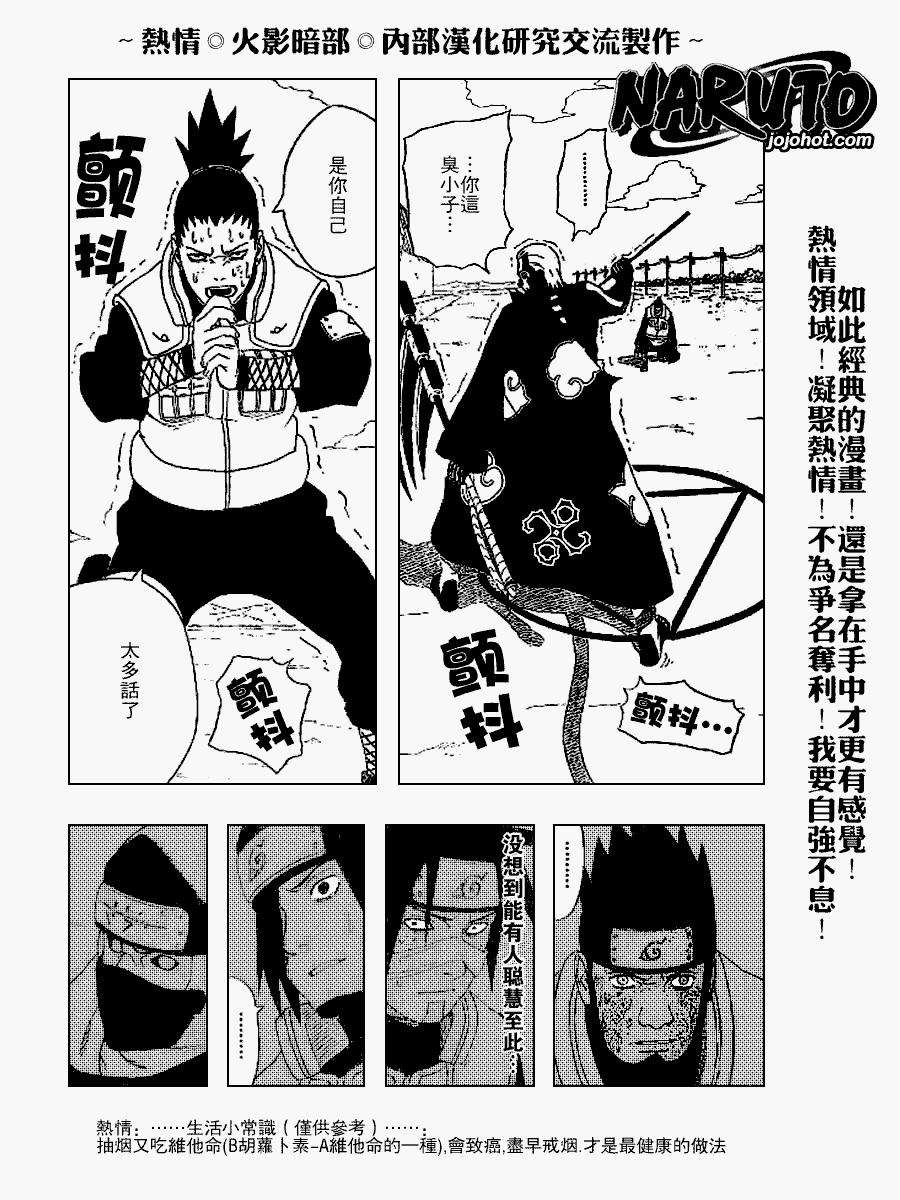 ~熱情◎火影暗部◎內部漢化研究交流製作~
NARUTO
jojohot.com
如此經典的漫畫！還是拿在手中才更有感覺！
熱情領域！凝聚熱情！不為爭名奪利！我要自強不息！
………
…你這
臭小子…
顫抖
顫抖…
是你自己
顫抖
太多話了
顫抖
………
没想到能有人聪慧至此…
………
熱情：……生活小常識（僅供參考）……：
抽烟又吃維他命(B胡蘿卜素–A維他命的一種),會致癌,盡早戒烟.才是最健康的做法